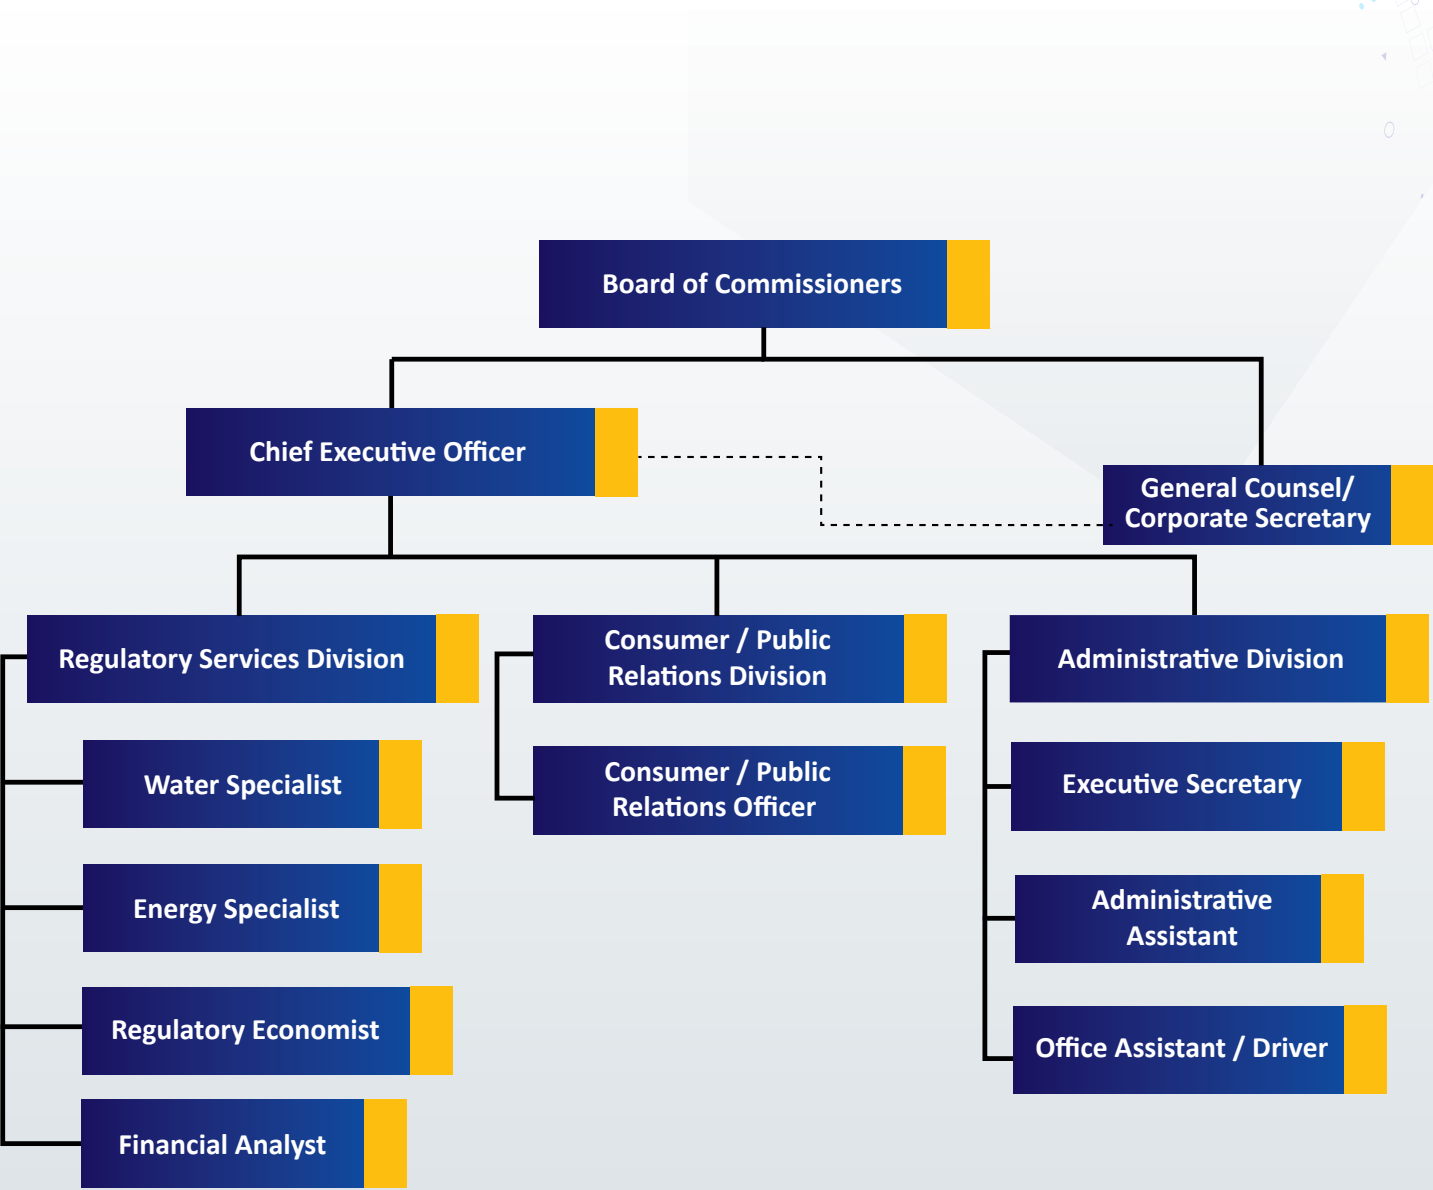 Board of Commissioners
Chief Executive Officer
General Counsel/
Corporate Secretary
Regulatory Services Division
Consumer / Public
Relations Division
Administrative Division
Water Specialist
Consumer / Public
Relations Officer
Executive Secretary
Energy Specialist
Administrative
Assistant
Regulatory Economist
Office Assistant / Driver
Financial Analyst